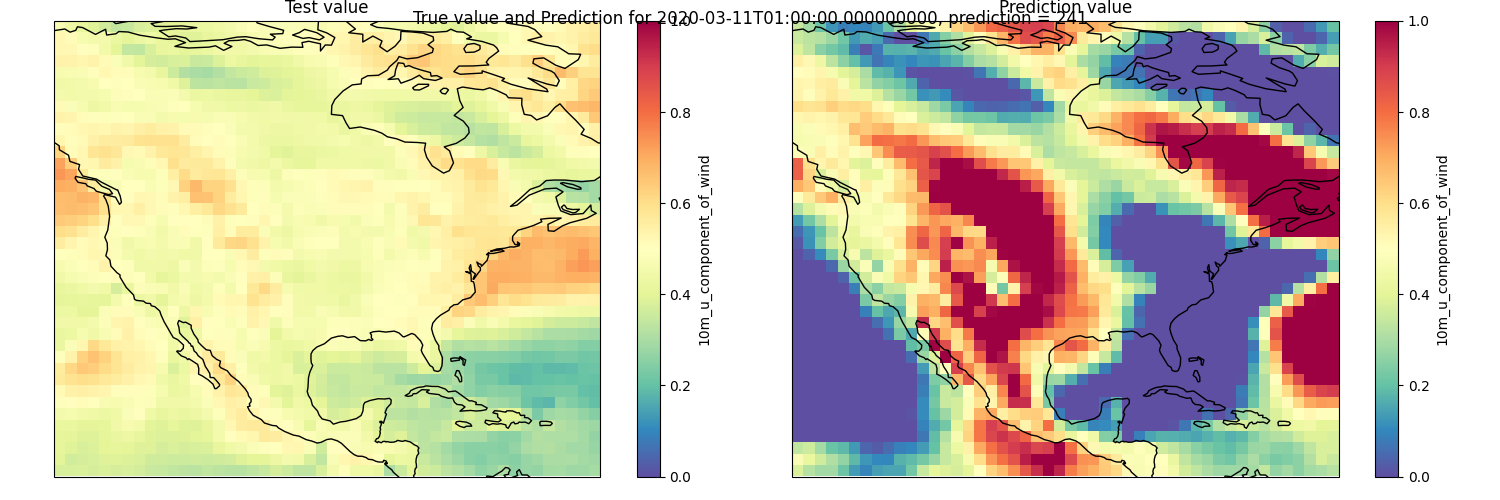 Test value
True value and Prediction for 2020-03-11T01:00:00.000000000, prediction = 241
Prediction value
1.0
0.8
0.6
0.4
0.2
0.0
10m_u_component_of_wind
1.0
0.8
0.6
0.4
0.2
0.0
10m_u_component_of_wind